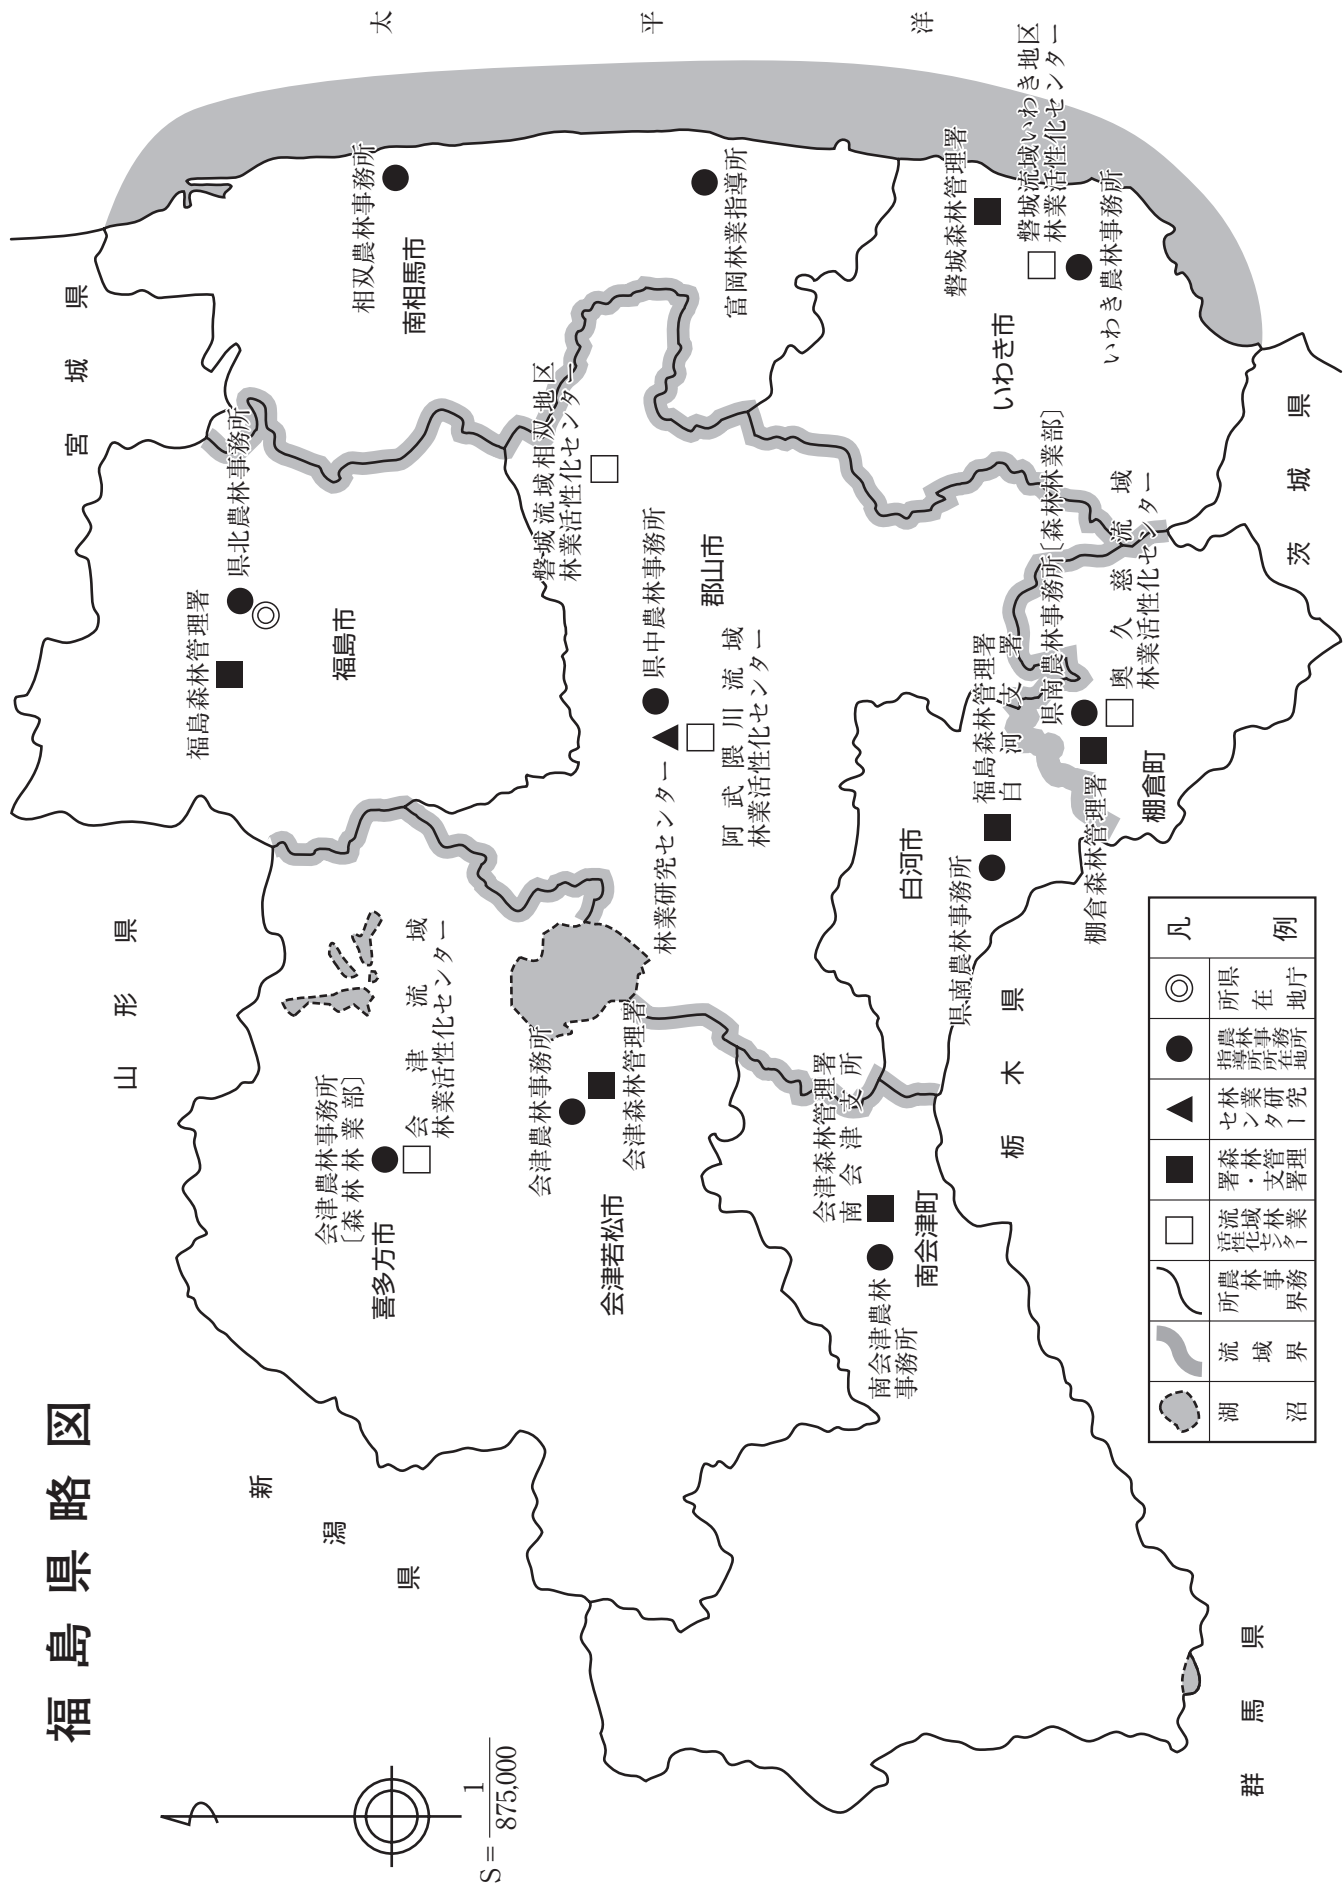 福島県略図
S = 1/875,000
新潟県
山形県
宮城県
太平洋
福島森林管理署
県北農林事務所
福島市
相双農林事務所
南相馬市
富岡林業指導所
磐城流域相双地区
林業活性化センター
会津農林事務所
〔森林林業部〕
喜多方市
会津流域
林業活性化センター
会津農林事務所
会津森林管理署
会津若松市
県中農林事務所
郡山市
林業研究センター
阿武隈川流域
林業活性化センター
会津森林管理署
南会津支所
南会津町
南会津農林
事務所
白河市
県南農林事務所
福島森林管理署
白河支署
県南農林事務所〔森林林業部〕
奥久慈流域
林業活性化センター
棚倉森林管理署
棚倉町
磐城森林管理署
磐城流域いわき地区
林業活性化センター
いわき農林事務所
いわき市
栃木県
茨城県
群馬県
凡例
県庁所在地
農林事務所
指導所所在地
林業研究センター
森林管理署・支署
流域林業活性化センター
農林事務所界
流域界
湖沼